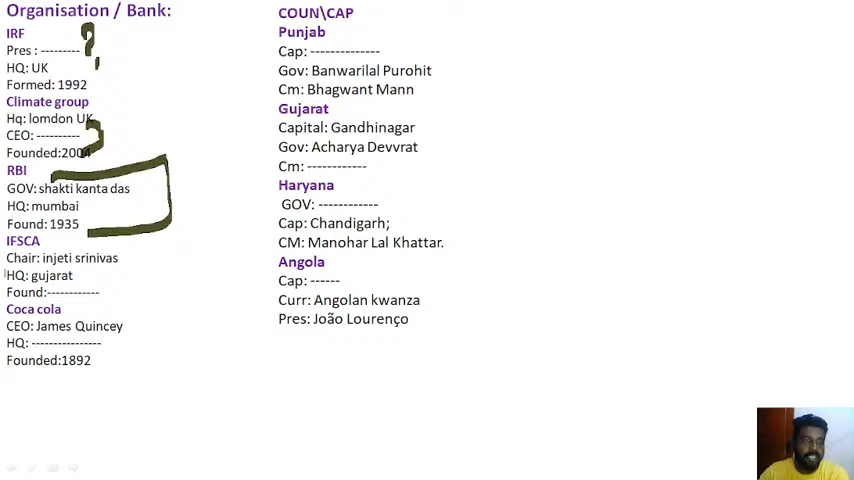 Organisation / Bank:
IRF
Pres : ---------
HQ: UK
Formed: 1992
Climate group
Hq: lomdon UK
CEO: ----------
Founded:2004
RBI
GOV: shakti kanta das
HQ: mumbai
Found: 1935
IFSCA
Chair: injeti srinivas
HQ: gujarat
Found:------------
Coca cola
CEO: James Quincey
HQ: ----------------
Founded:1892
COUN\CAP
Punjab
Cap: --------------
Gov: Banwarilal Purohit
Cm: Bhagwant Mann
Gujarat
Capital: Gandhinagar
Gov: Acharya Devvrat
Cm: ------------
Haryana
GOV: ------------
Cap: Chandigarh;
CM: Manohar Lal Khattar.
Angola
Cap: ------
Curr: Angolan kwanza
Pres: João Lourenço